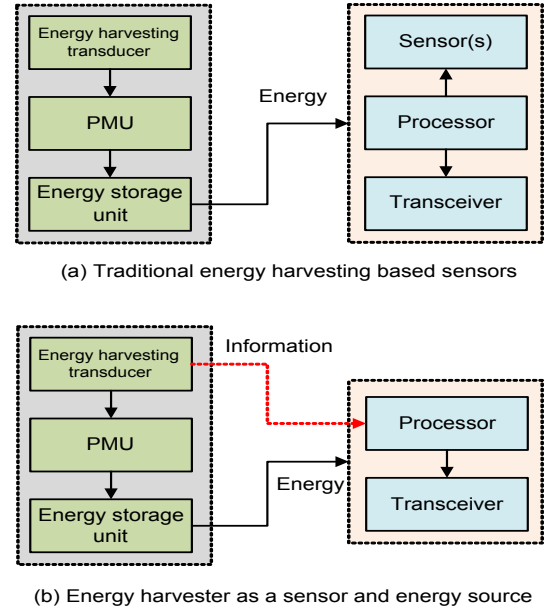 Energy harvesting
transducer
Sensor(s)
Energy
PMU
Processor
Energy storage
unit
Transceiver
(a) Traditional energy harvesting based sensors
Energy harvesting
transducer
Information
Processor
PMU
Energy
Energy storage
unit
Transceiver
(b) Energy harvester as a sensor and energy source